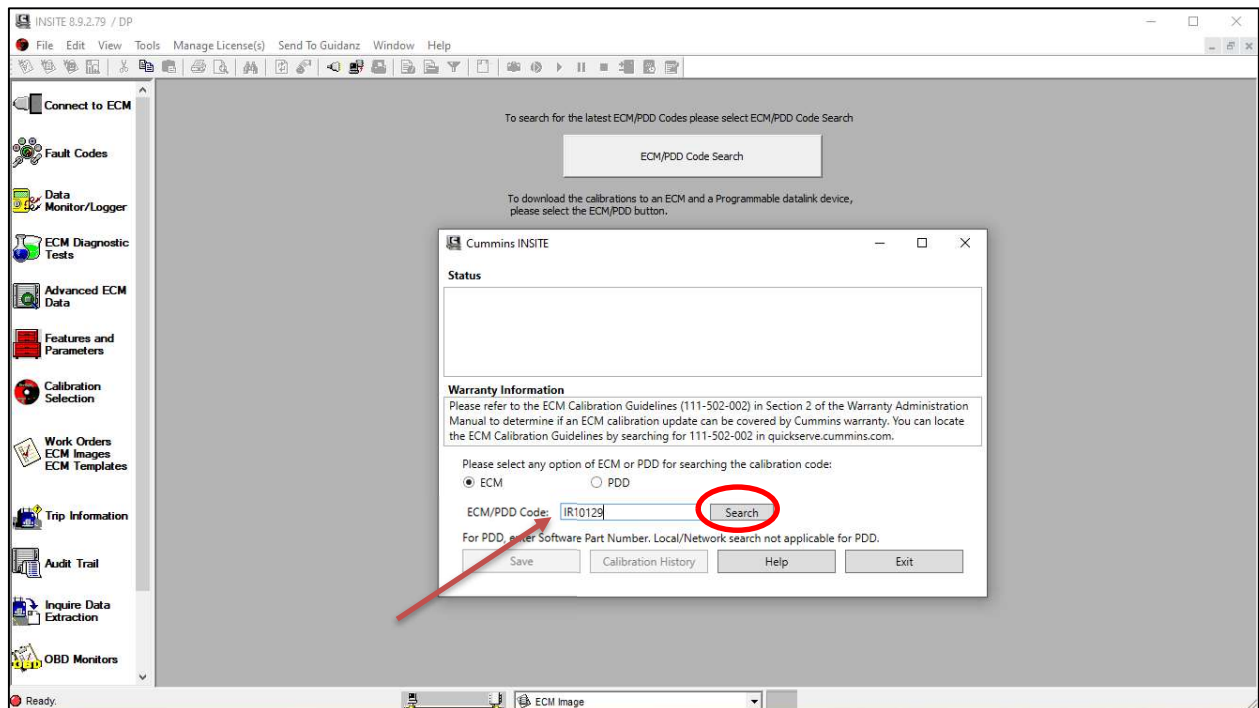 INSITE 8.9.2.79 / DP
File Edit View Tools Manage License(s) Send To Guidanz Window Help
Connect to ECM
Fault Codes
Data
Monitor/Logger
ECM Diagnostic
Tests
Advanced ECM
Data
Features and
Parameters
Calibration
Selection
Work Orders
ECM Images
ECM Templates
Trip Information
Audit Trail
Inquire Data
Extraction
OBD Monitors
To search for the latest ECM/PDD Codes please select ECM/PDD Code Search
ECM/PDD Code Search
To download the calibrations to an ECM and a Programmable datalink device,
please select the ECM/PDD button.
Cummins INSITE
Status
Warranty Information
Please refer to the ECM Calibration Guidelines (111-502-002) in Section 2 of the Warranty Administration
Manual to determine if an ECM calibration update can be covered by Cummins warranty. You can locate
the ECM Calibration Guidelines by searching for 111-502-002 in quickserve.cummins.com.
Please select any option of ECM or PDD for searching the calibration code:
ECM PDD
ECM/PDD Code: IR10129 Search
For PDD, enter Software Part Number. Local/Network search not applicable for PDD.
Save Calibration History Help Exit
Ready. ECM Image